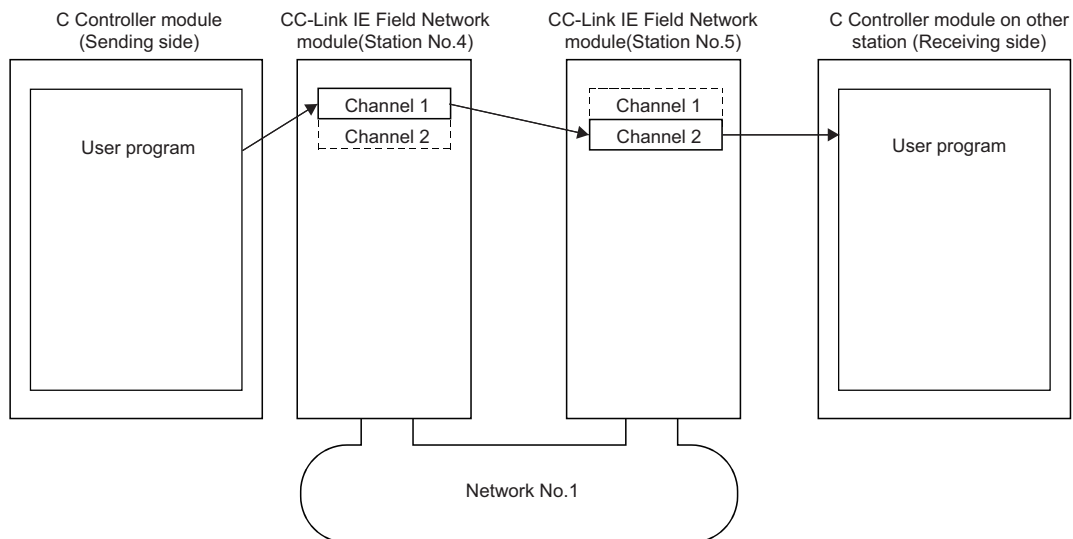 C Controller module
(Sending side)
CC-Link IE Field Network
module(Station No.4)
CC-Link IE Field Network
module(Station No.5)
C Controller module on other
station (Receiving side)
User program
Channel 1
Channel 2
Channel 1
Channel 2
User program
Network No.1